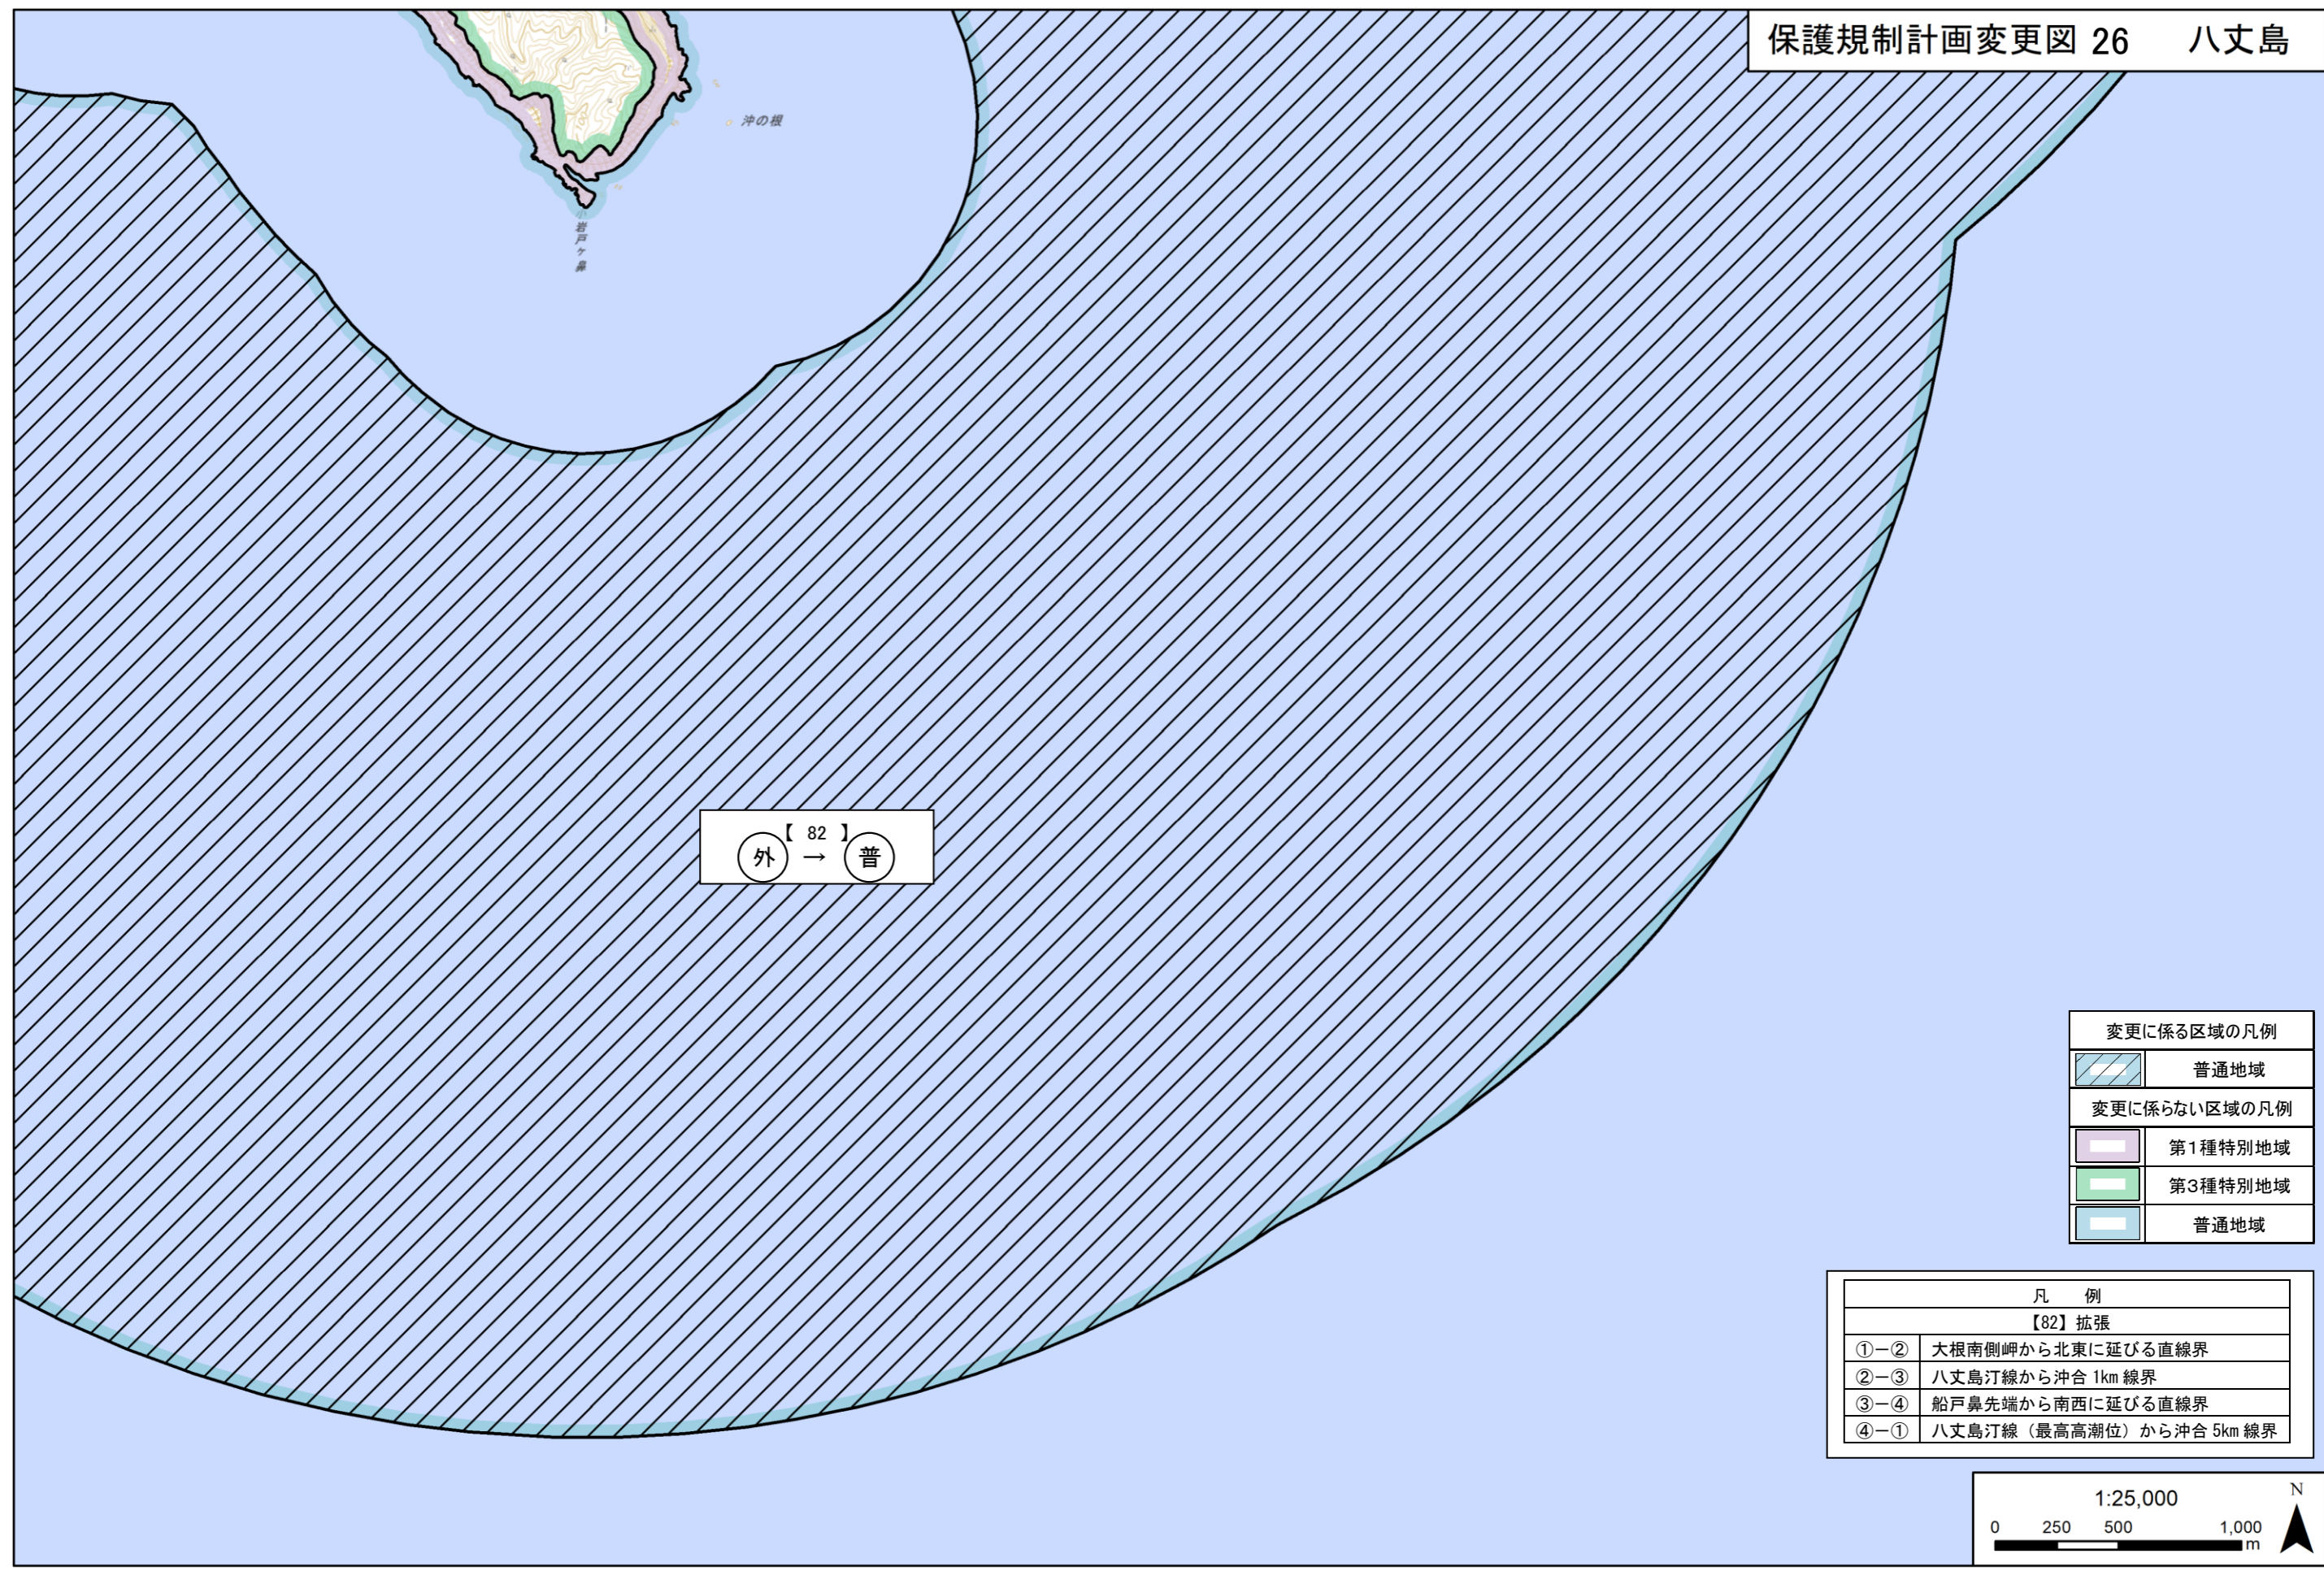 保護規制計画変更図 26 八丈島
沖の根
小岩戸ヶ鼻
【 82 】
外 → 普
変更に係る区域の凡例
普通地域
変更に係らない区域の凡例
第1種特別地域
第3種特別地域
普通地域
凡 例
【82】拡張
①－② 大根南側岬から北東に延びる直線界
②－③ 八丈島汀線から沖合 1km 線界
③－④ 船戸鼻先端から南西に延びる直線界
④－① 八丈島汀線（最高高潮位）から沖合 5km 線界
1:25,000
N
0 250 500 1,000
m